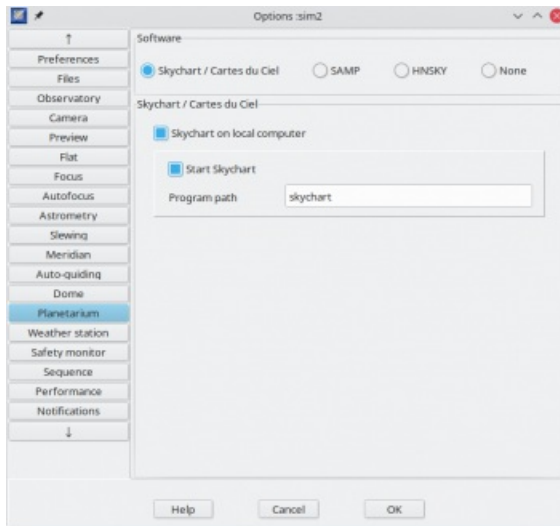 Options :sim2
↑
Preferences
Files
Observatory
Camera
Preview
Flat
Focus
Autofocus
Astrometry
Slewing
Meridian
Auto-guiding
Dome
Planetarium
Weather station
Safety monitor
Sequence
Performance
Notifications
↓
Software
Skychart / Cartes du Ciel SAMP HNSKY None
Skychart / Cartes du Ciel
Skychart on local computer
Start Skychart
Program path skychart
Help Cancel OK